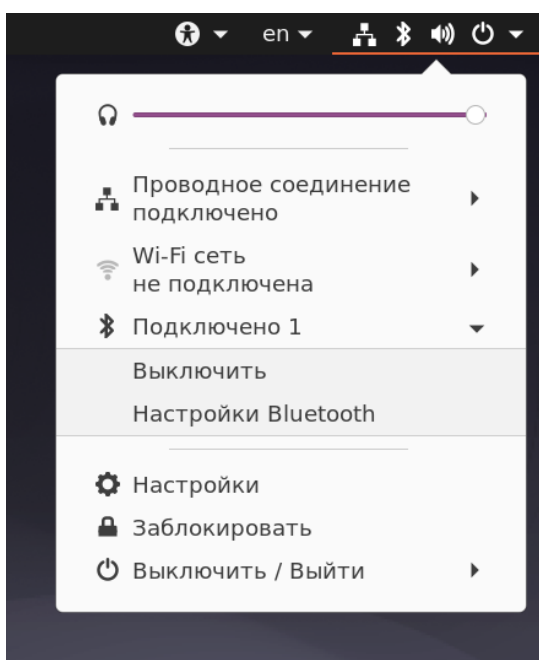 en
Проводное соединение
подключено
Wi-Fi сеть
не подключена
Подключено 1
Выключить
Настройки Bluetooth
Настройки
Заблокировать
Выключить / Выйти